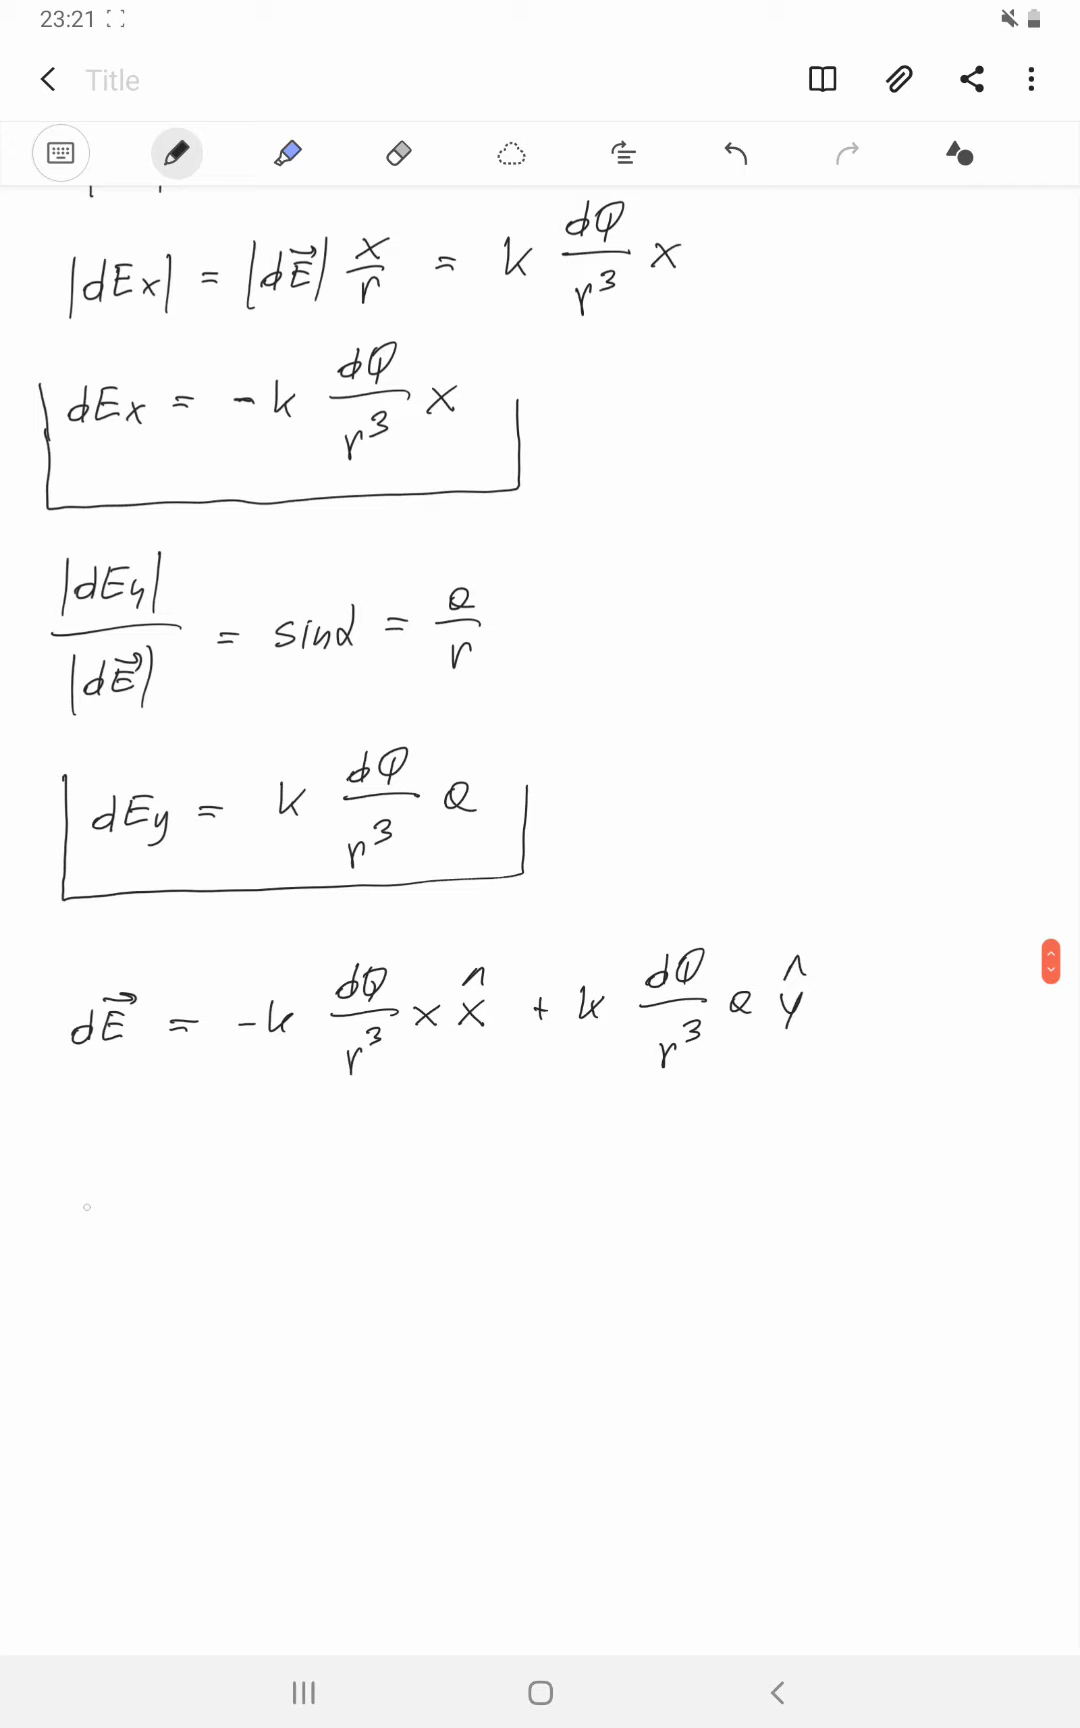 23:21
Title
|dEx| = |dE⃗| x/r = k dQ/r³ x
dEx = -k dQ/r³ x
|dEy|/|dE⃗| = sinα = a/r
dEy = k dQ/r³ a
dE⃗ = -k dQ/r³ x x̂ + k dQ/r³ a ŷ